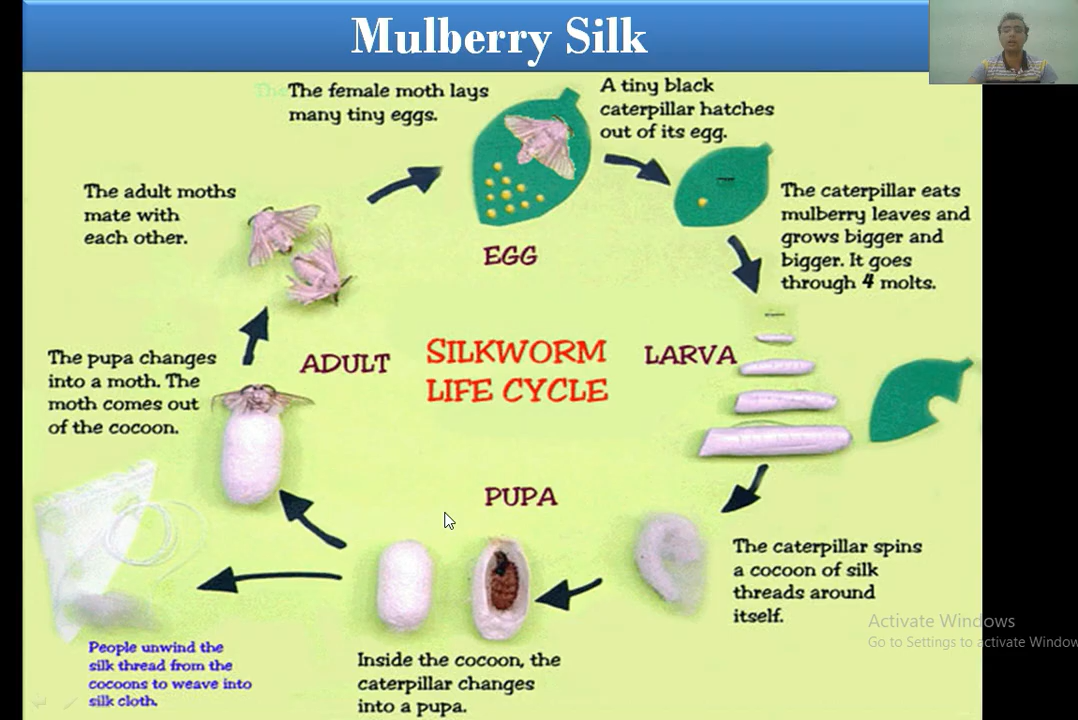 Mulberry Silk
The The female moth lays
many tiny eggs.
A tiny black
caterpillar hatches
out of its egg.
The adult moths
mate with
each other.
The caterpillar eats
mulberry leaves and
grows bigger and
bigger. It goes
through 4 molts.
EGG
The pupa changes
into a moth. The
moth comes out
of the cocoon.
ADULT
SILKWORM
LIFE CYCLE
LARVA
PUPA
The caterpillar spins
a cocoon of silk
threads around
itself.
Activate Windows
Go to Settings to activate Window
People unwind the
silk thread from the
cocoons to weave into
silk cloth.
Inside the cocoon, the
caterpillar changes
into a pupa.